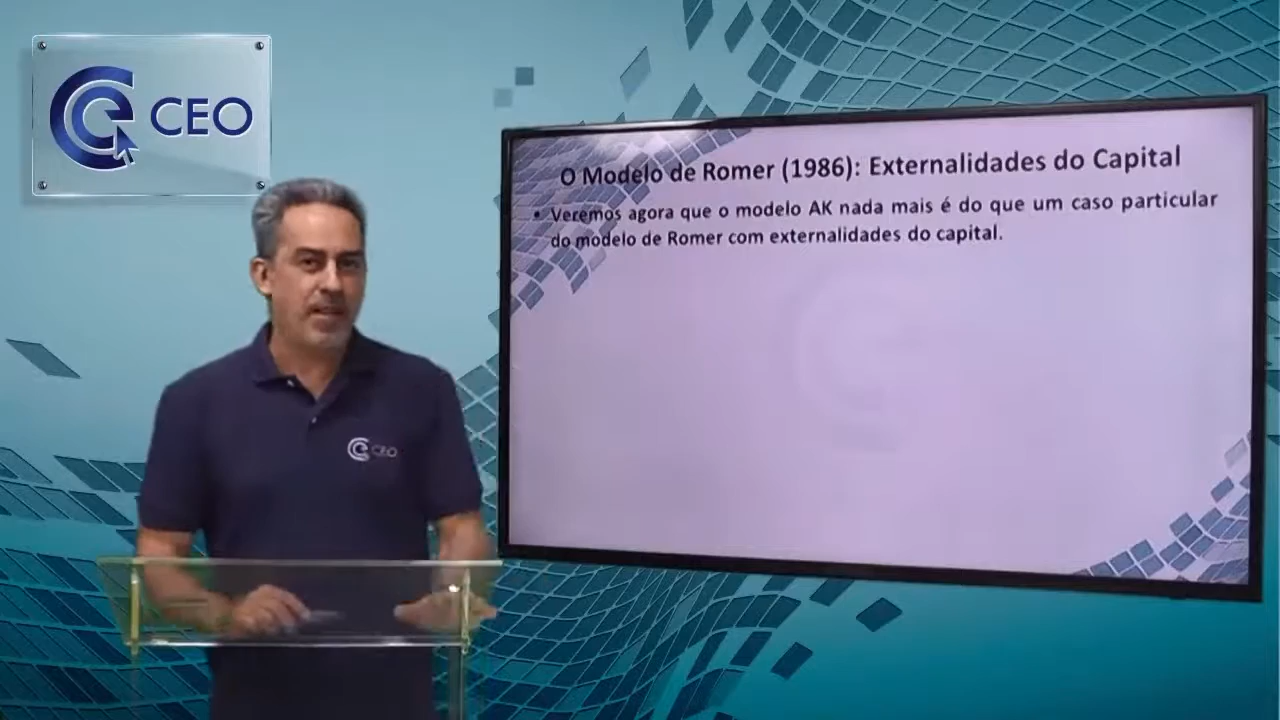 CEO
O Modelo de Romer (1986): Externalidades do Capital
• Veremos agora que o modelo AK nada mais é do que um caso particular
do modelo de Romer com externalidades do capital.
CEO